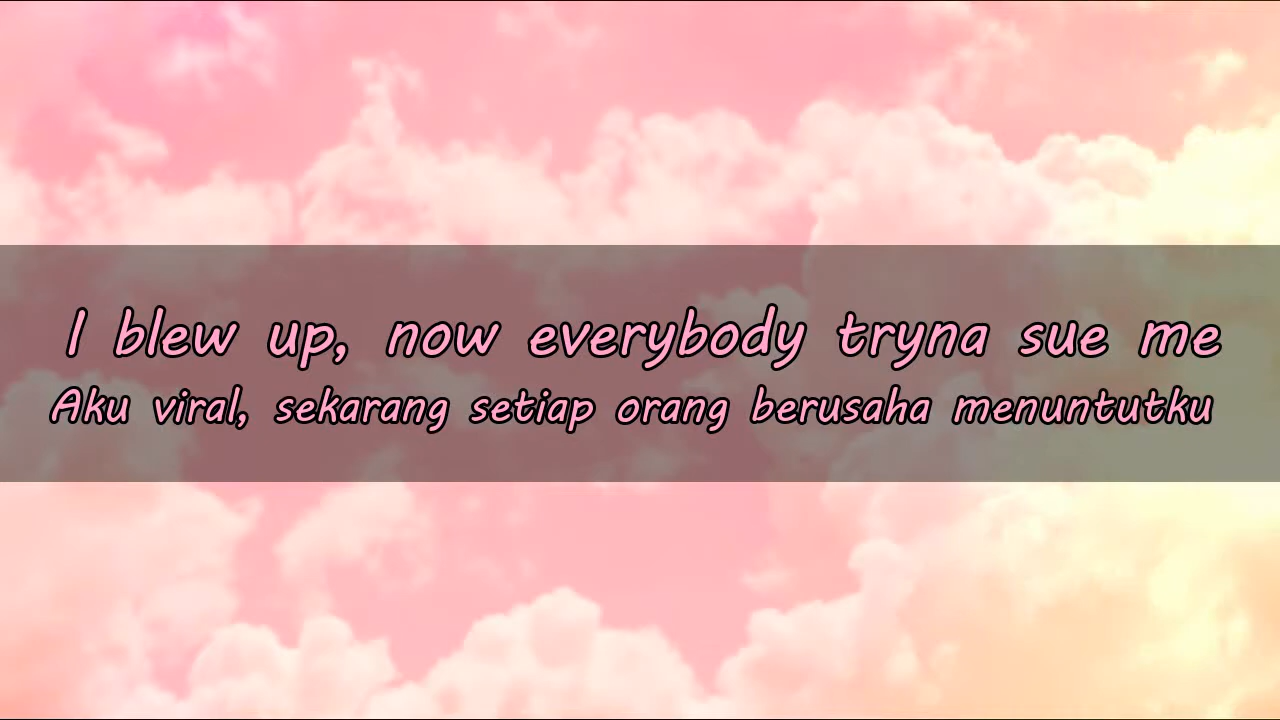 I blew up, now everybody tryna sue me
Aku viral, sekarang setiap orang berusaha menuntutku